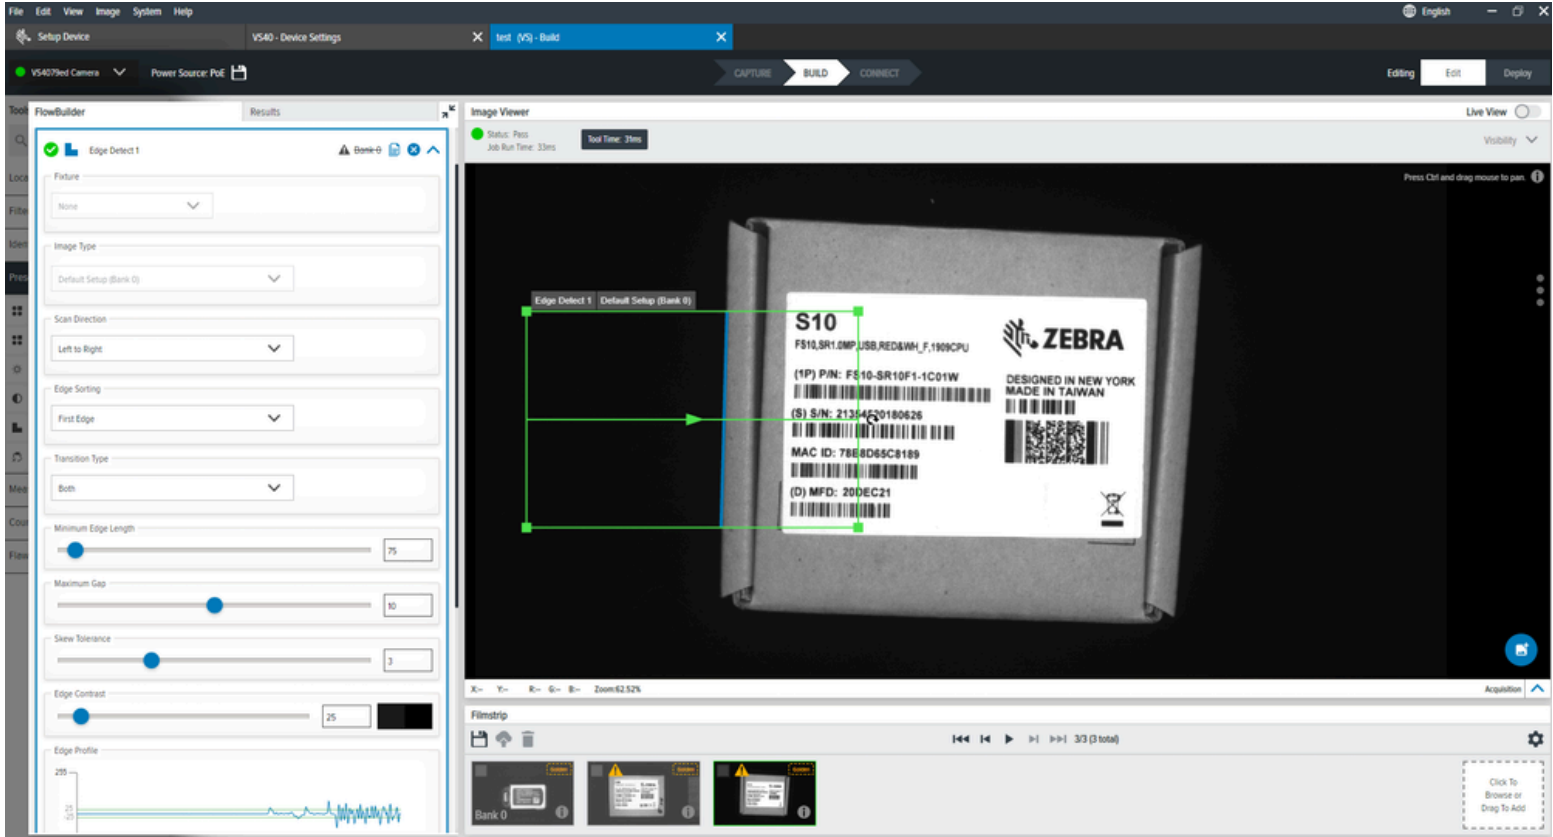 File Edit View Image System Help
English
Setup Device
VS40 - Device Settings
test (VS) - Build
VS4079ed Camera
Power Source: PoE
CAPTURE
BUILD
CONNECT
Editing
Edit
Deploy
FlowBuilder
Results
Edge Detect 1
Bank 0
Fixture
None
Image Type
Default Setup (Bank 0)
Scan Direction
Left to Right
Edge Sorting
First Edge
Transition Type
Both
Minimum Edge Length
75
Maximum Gap
10
Skew Tolerance
3
Edge Contrast
25
Edge Profile
255
25
-25
Image Viewer
Live View
Status: Pass
Job Run Time: 33ms
Tool Time: 31ms
Visibility
Press Ctrl and drag mouse to pan.
Edge Detect 1 Default Setup (Bank 0)
S10
FS10,SR1.0MP,USB,RED&WH_F,1909CPU
ZEBRA
(1P) P/N: FS10-SR10F1-1C01W
DESIGNED IN NEW YORK
MADE IN TAIWAN
(S) S/N: 21354520180626
MAC ID: 78B8D65C8189
(D) MFD: 20DEC21
X:-- Y:-- R:-- G:-- B:-- Zoom:62.52%
Acquisition
Filmstrip
3/3 (3 total)
Bank 0
Click To
Browse or
Drag To Add